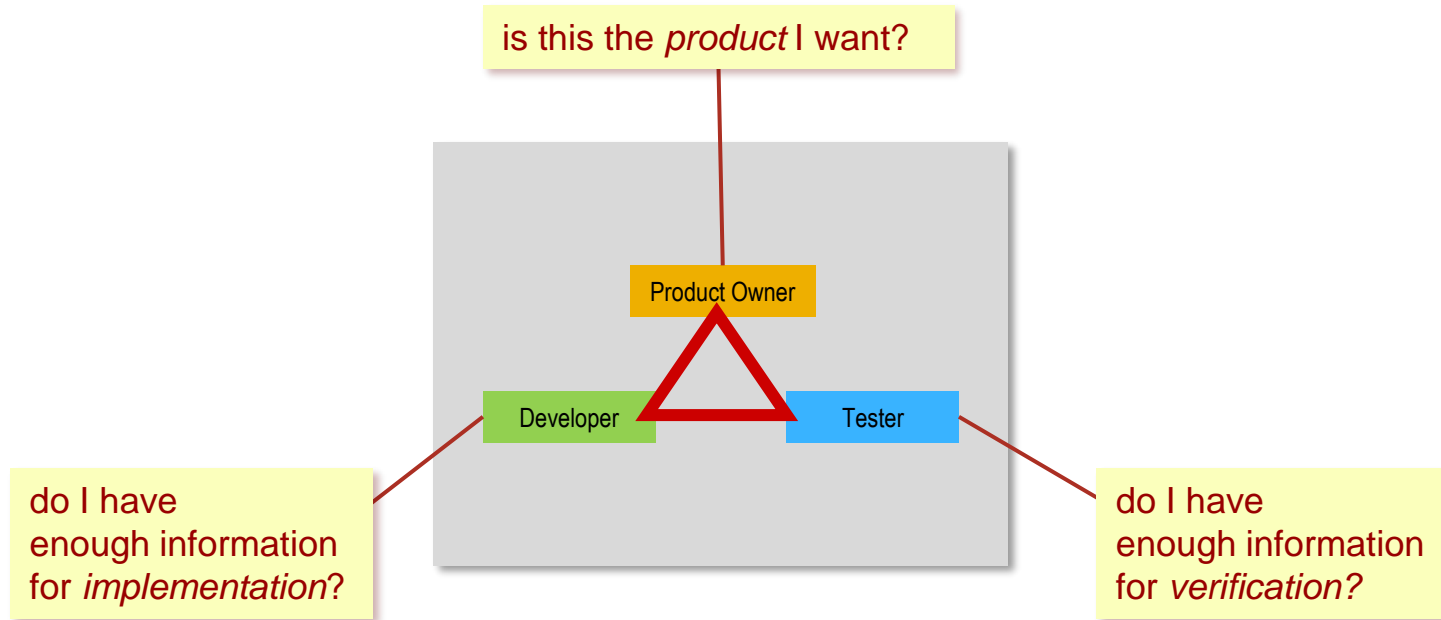 is this the product I want?
Product Owner
Developer
Tester
do I have
enough information
for implementation?
do I have
enough information
for verification?